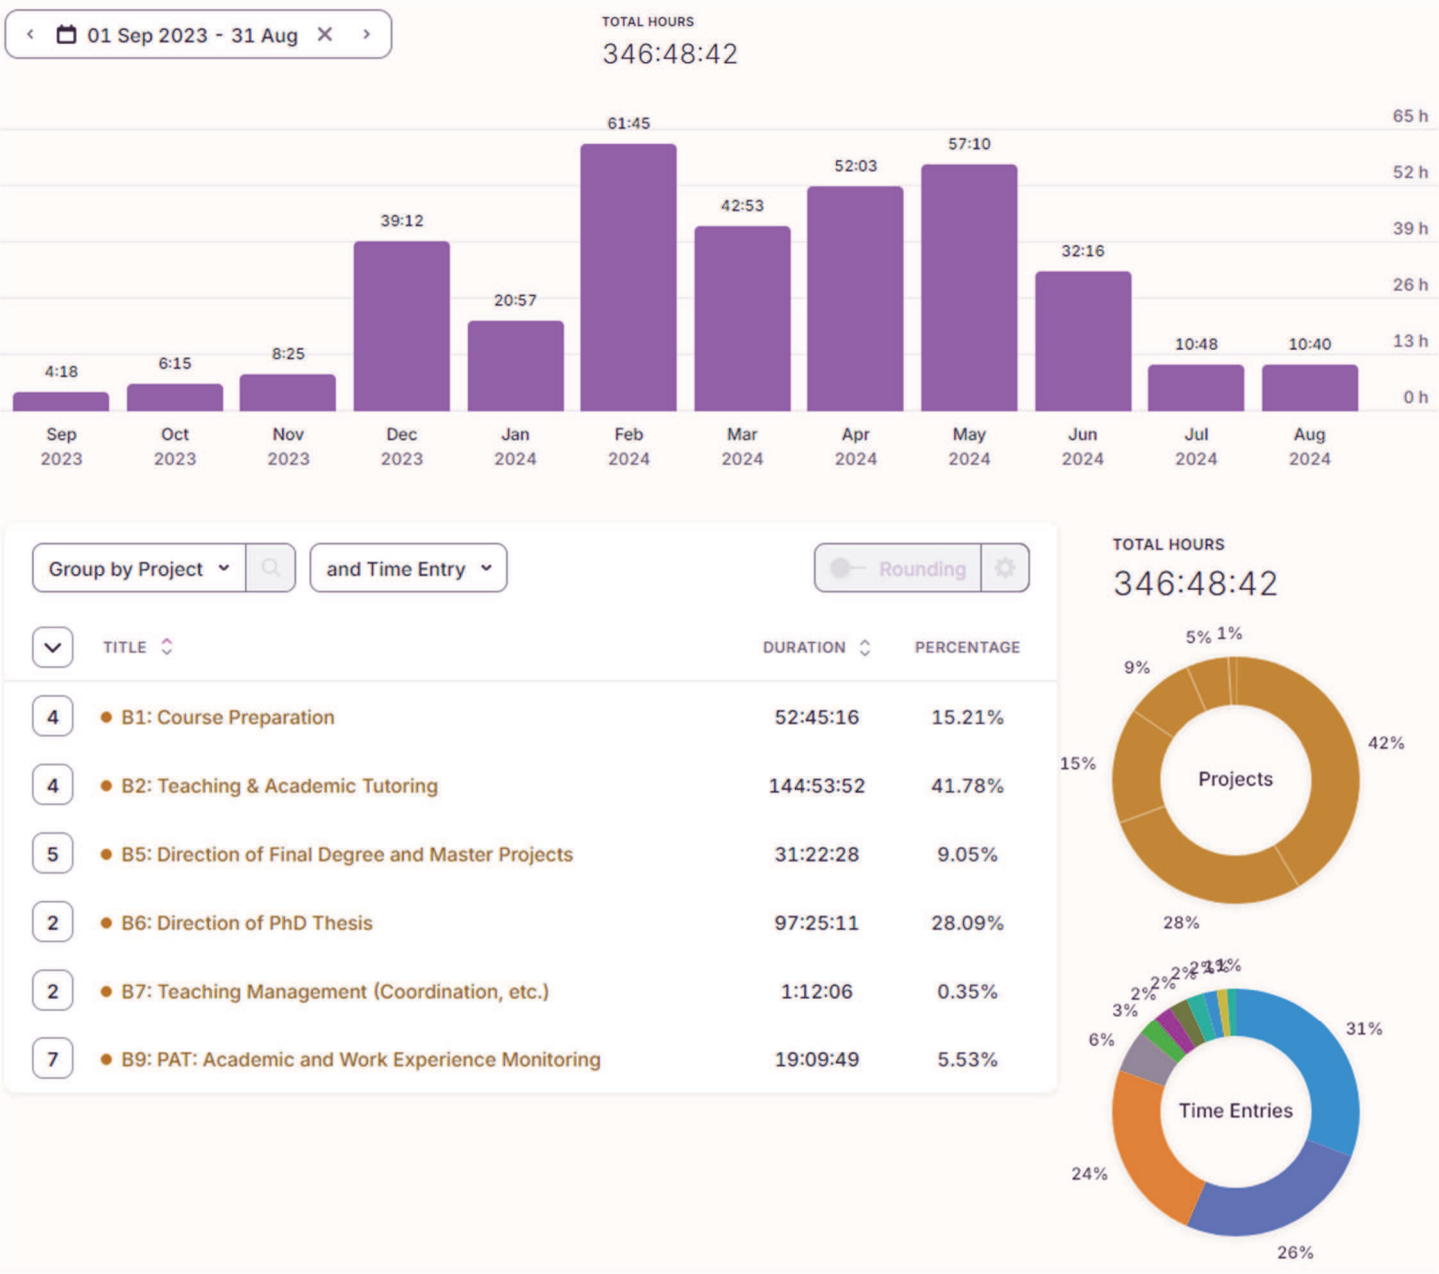 01 Sep 2023 - 31 Aug
TOTAL HOURS
346:48:42
65 h
52 h
39 h
26 h
13 h
0 h
4:18
6:15
8:25
39:12
20:57
61:45
42:53
52:03
57:10
32:16
10:48
10:40
Sep Oct Nov Dec Jan Feb Mar Apr May Jun Jul Aug
2023 2023 2023 2023 2024 2024 2024 2024 2024 2024 2024 2024
Group by Project
and Time Entry
Rounding
TITLE DURATION PERCENTAGE
4 B1: Course Preparation 52:45:16 15.21%
4 B2: Teaching & Academic Tutoring 144:53:52 41.78%
5 B5: Direction of Final Degree and Master Projects 31:22:28 9.05%
2 B6: Direction of PhD Thesis 97:25:11 28.09%
2 B7: Teaching Management (Coordination, etc.) 1:12:06 0.35%
7 B9: PAT: Academic and Work Experience Monitoring 19:09:49 5.53%
TOTAL HOURS
346:48:42
5% 1%
9%
42%
15%
Projects
28%
2%
2%
2%
2%
1%
3%
6%
31%
Time Entries
24%
26%